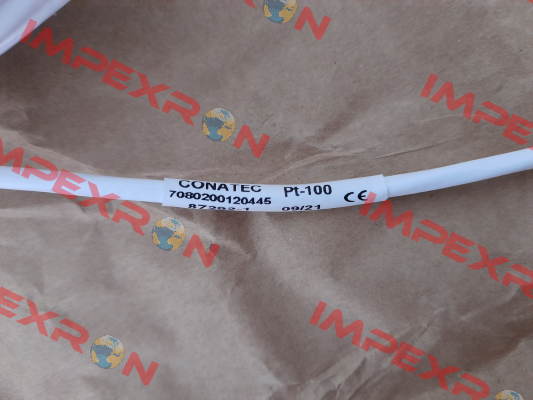 IMPEXRON
IMPEXRON
IMPEXRON
CONATEC Pt-100
7080200120445 CE
09/21
IMPEXRON
IMPEXRON